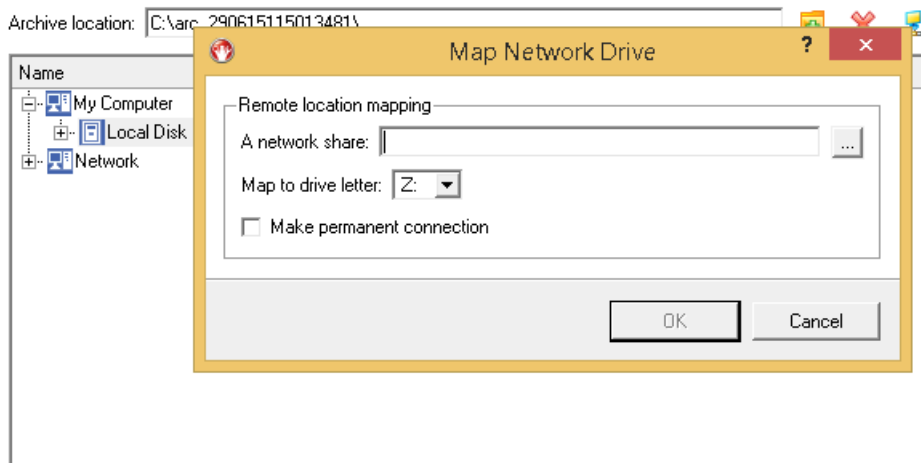 Archive location: C:\arc_290615115013481\
Map Network Drive
?
Name
My Computer
Local Disk
Network
Remote location mapping
A network share:
...
Map to drive letter: Z:
Make permanent connection
OK
Cancel